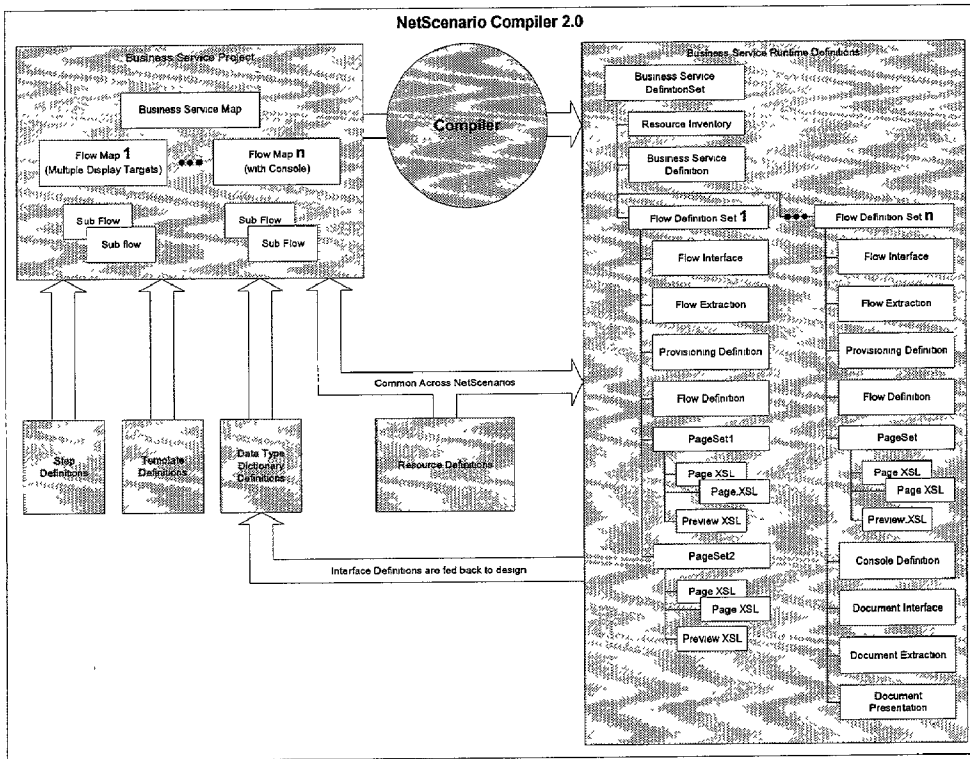 NetScenario Compiler 2.0
Business Service Project
Business Service Map
Flow Map 1
(Multiple Display Targets)
Flow Map n
(with Console)
Sub Flow
Sub flow
Sub Flow
Sub Flow
Compiler
Business Service Runtime Definitions
Business Service
DefinitionSet
Resource Inventory
Business Service
Definition
Flow Definition Set 1
Flow Interface
Flow Extraction
Provisioning Definition
Flow Definition
PageSet1
Page XSL
Page.XSL
Preview XSL
PageSet2
Page XSL
Page XSL
Preview XSL
Flow Definition Set n
Flow Interface
Flow Extraction
Provisioning Definition
Flow Definition
PageSet
Page XSL
Page XSL
Preview.XSL
Console Definition
Document Interface
Document Extraction
Document
Presentation
Common Across NetScenarios
Step
Definitions
Template
Definitions
Data Type
Dictionary
Definitions
Resource Definitions
Interface Definitions are fed back to design